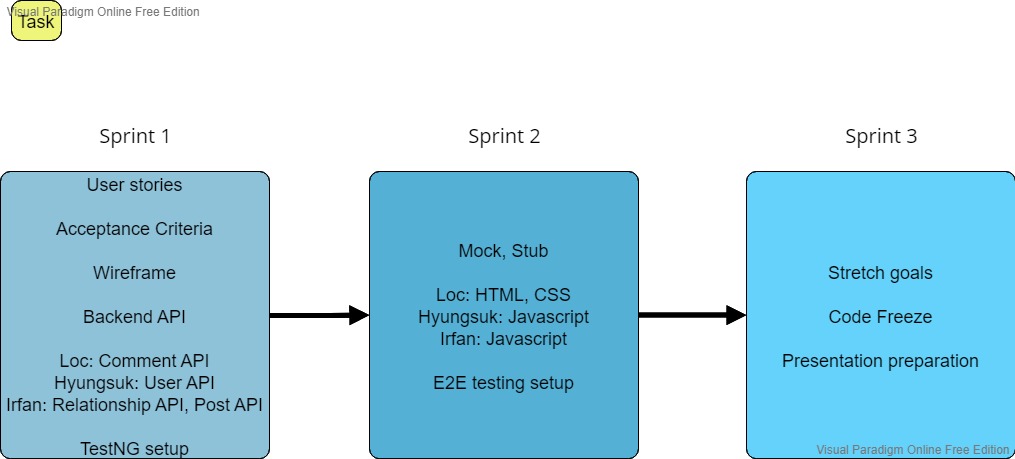 Visual Paradigm Online Free Edition
Task
Sprint 1
Sprint 2
Sprint 3
User stories
Acceptance Criteria
Wireframe
Backend API
Loc: Comment API
Hyungsuk: User API
Irfan: Relationship API, Post API
TestNG setup
Mock, Stub
Loc: HTML, CSS
Hyungsuk: Javascript
Irfan: Javascript
E2E testing setup
Stretch goals
Code Freeze
Presentation preparation
Visual Paradigm Online Free Edition